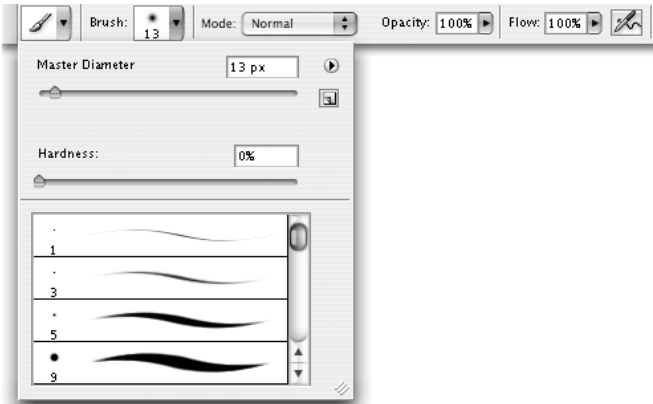 Brush: 13 Mode: Normal Opacity: 100% Flow: 100%
Master Diameter 13 px
Hardness: 0%
1
3
5
9